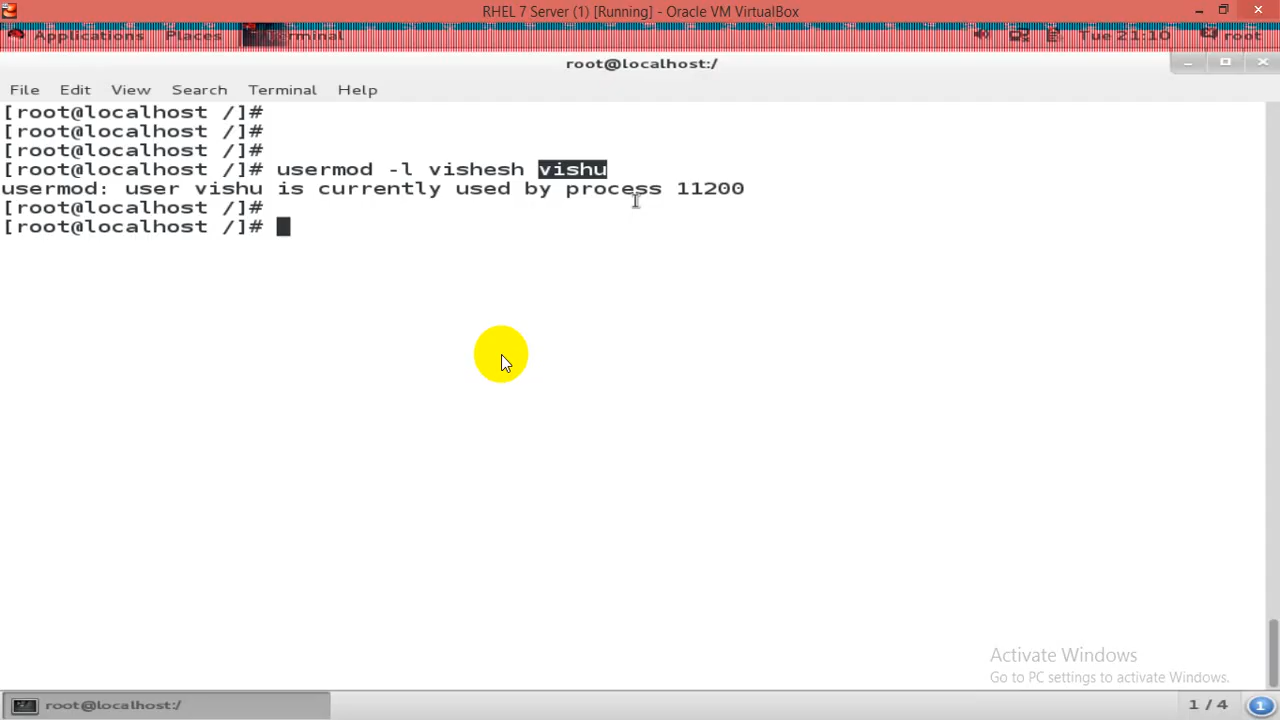 RHEL 7 Server (1) [Running] - Oracle VM VirtualBox
Applications Places Terminal Tue 21:10 root
root@localhost:/
File Edit View Search Terminal Help
[root@localhost /]#
[root@localhost /]#
[root@localhost /]#
[root@localhost /]# usermod -l vishesh vishu
usermod: user vishu is currently used by process 11200
[root@localhost /]#
[root@localhost /]#
Activate Windows
Go to PC settings to activate Windows.
root@localhost:/ 1 / 4 1